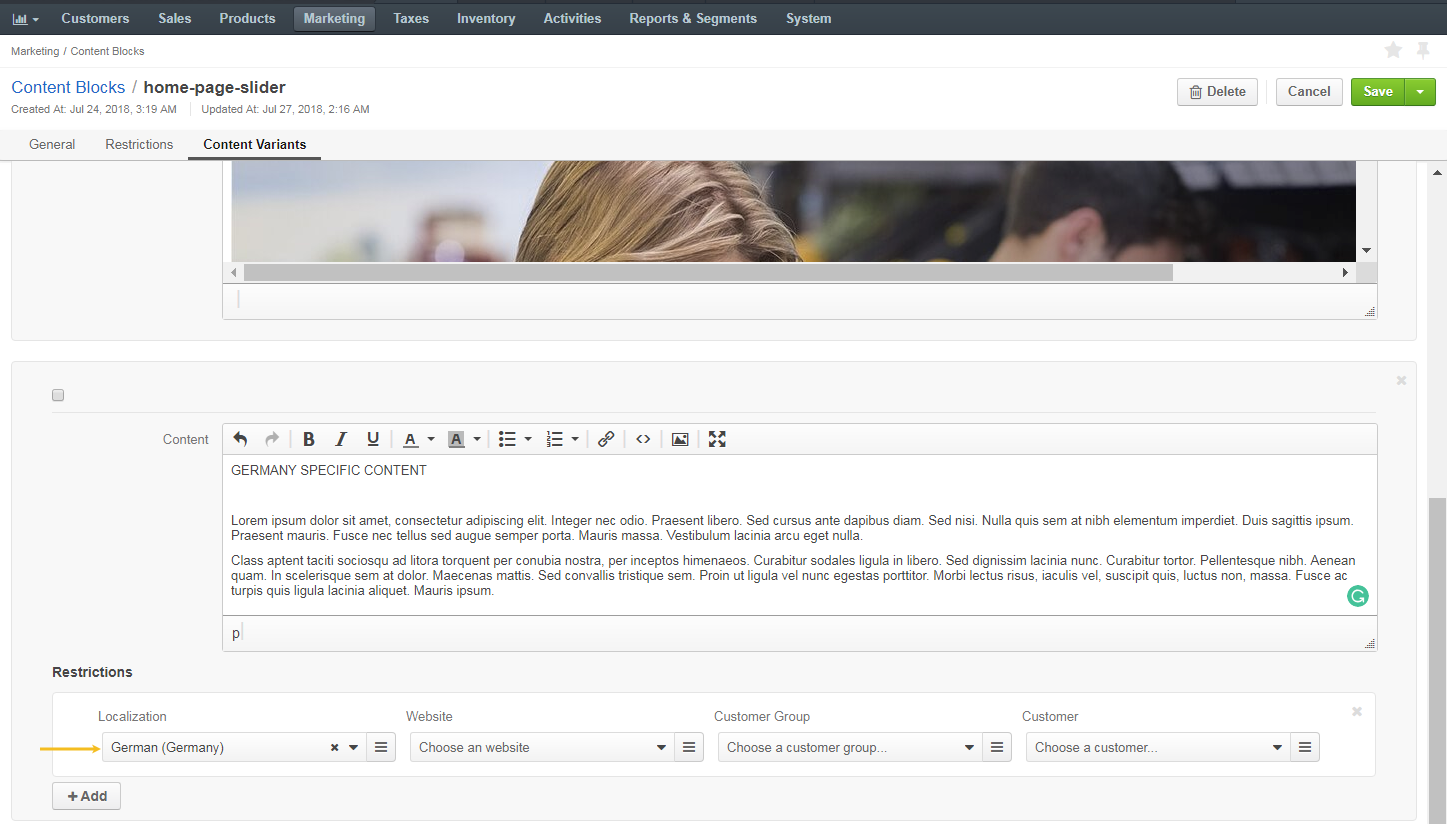 Customers Sales Products Marketing Taxes Inventory Activities Reports & Segments System
Marketing / Content Blocks
Content Blocks / home-page-slider
Delete Cancel Save
Created At: Jul 24, 2018, 3:19 AM Updated At: Jul 27, 2018, 2:16 AM
General Restrictions Content Variants
Content
B I U A A
GERMANY SPECIFIC CONTENT
Lorem ipsum dolor sit amet, consectetur adipiscing elit. Integer nec odio. Praesent libero. Sed cursus ante dapibus diam. Sed nisi. Nulla quis sem at nibh elementum imperdiet. Duis sagittis ipsum.
Praesent mauris. Fusce nec tellus sed augue semper porta. Mauris massa. Vestibulum lacinia arcu eget nulla.
Class aptent taciti sociosqu ad litora torquent per conubia nostra, per inceptos himenaeos. Curabitur sodales ligula in libero. Sed dignissim lacinia nunc. Curabitur tortor. Pellentesque nibh. Aenean
quam. In scelerisque sem at dolor. Maecenas mattis. Sed convallis tristique sem. Proin ut ligula vel nunc egestas porttitor. Morbi lectus risus, iaculis vel, suscipit quis, luctus non, massa. Fusce ac
turpis quis ligula lacinia aliquet. Mauris ipsum.
p
Restrictions
Localization Website Customer Group Customer
German (Germany) Choose an website Choose a customer group... Choose a customer...
+ Add